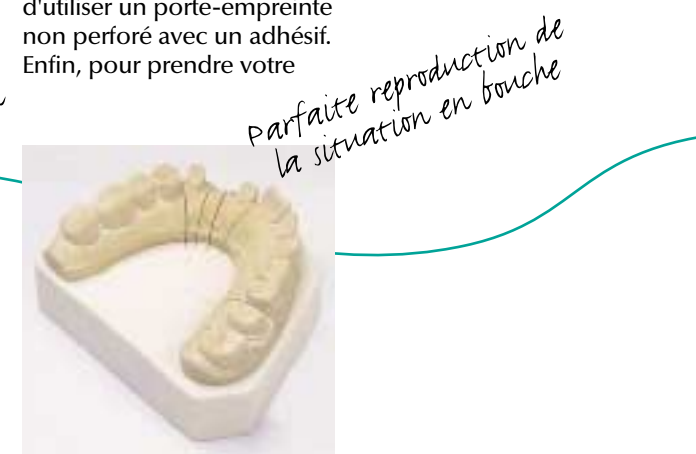 d'utiliser un porte-empreinte
non perforé avec un adhésif.
Enfin, pour prendre votre
Parfaite reproduction de
la situation en bouche